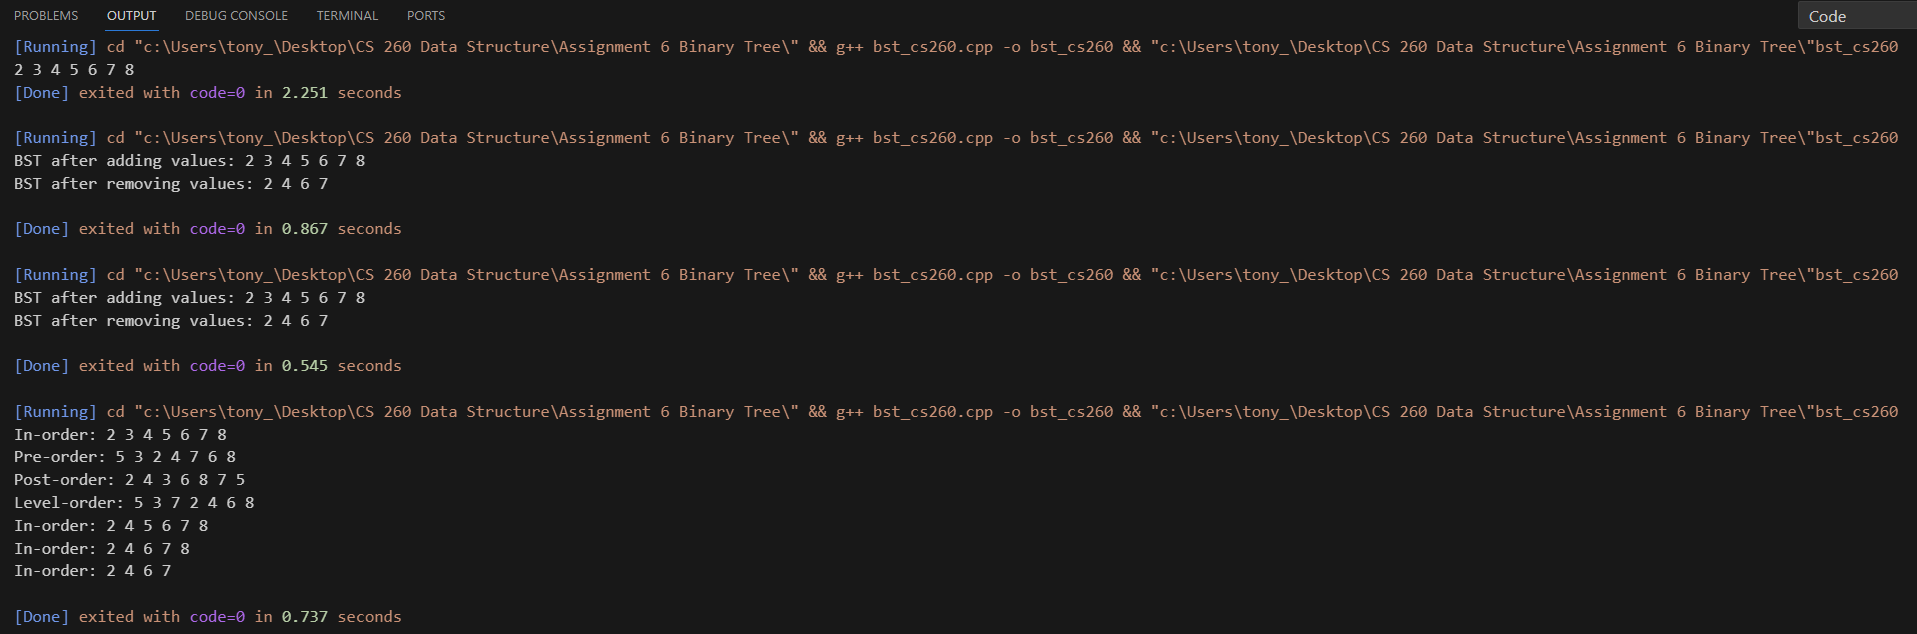 PROBLEMS OUTPUT DEBUG CONSOLE TERMINAL PORTS Code
[Running] cd "c:\Users\tony_\Desktop\CS 260 Data Structure\Assignment 6 Binary Tree\" && g++ bst_cs260.cpp -o bst_cs260 && "c:\Users\tony_\Desktop\CS 260 Data Structure\Assignment 6 Binary Tree\"bst_cs260
2 3 4 5 6 7 8
[Done] exited with code=0 in 2.251 seconds
[Running] cd "c:\Users\tony_\Desktop\CS 260 Data Structure\Assignment 6 Binary Tree\" && g++ bst_cs260.cpp -o bst_cs260 && "c:\Users\tony_\Desktop\CS 260 Data Structure\Assignment 6 Binary Tree\"bst_cs260
BST after adding values: 2 3 4 5 6 7 8
BST after removing values: 2 4 6 7
[Done] exited with code=0 in 0.867 seconds
[Running] cd "c:\Users\tony_\Desktop\CS 260 Data Structure\Assignment 6 Binary Tree\" && g++ bst_cs260.cpp -o bst_cs260 && "c:\Users\tony_\Desktop\CS 260 Data Structure\Assignment 6 Binary Tree\"bst_cs260
BST after adding values: 2 3 4 5 6 7 8
BST after removing values: 2 4 6 7
[Done] exited with code=0 in 0.545 seconds
[Running] cd "c:\Users\tony_\Desktop\CS 260 Data Structure\Assignment 6 Binary Tree\" && g++ bst_cs260.cpp -o bst_cs260 && "c:\Users\tony_\Desktop\CS 260 Data Structure\Assignment 6 Binary Tree\"bst_cs260
In-order: 2 3 4 5 6 7 8
Pre-order: 5 3 2 4 7 6 8
Post-order: 2 4 3 6 8 7 5
Level-order: 5 3 7 2 4 6 8
In-order: 2 4 5 6 7 8
In-order: 2 4 6 7 8
In-order: 2 4 6 7
[Done] exited with code=0 in 0.737 seconds